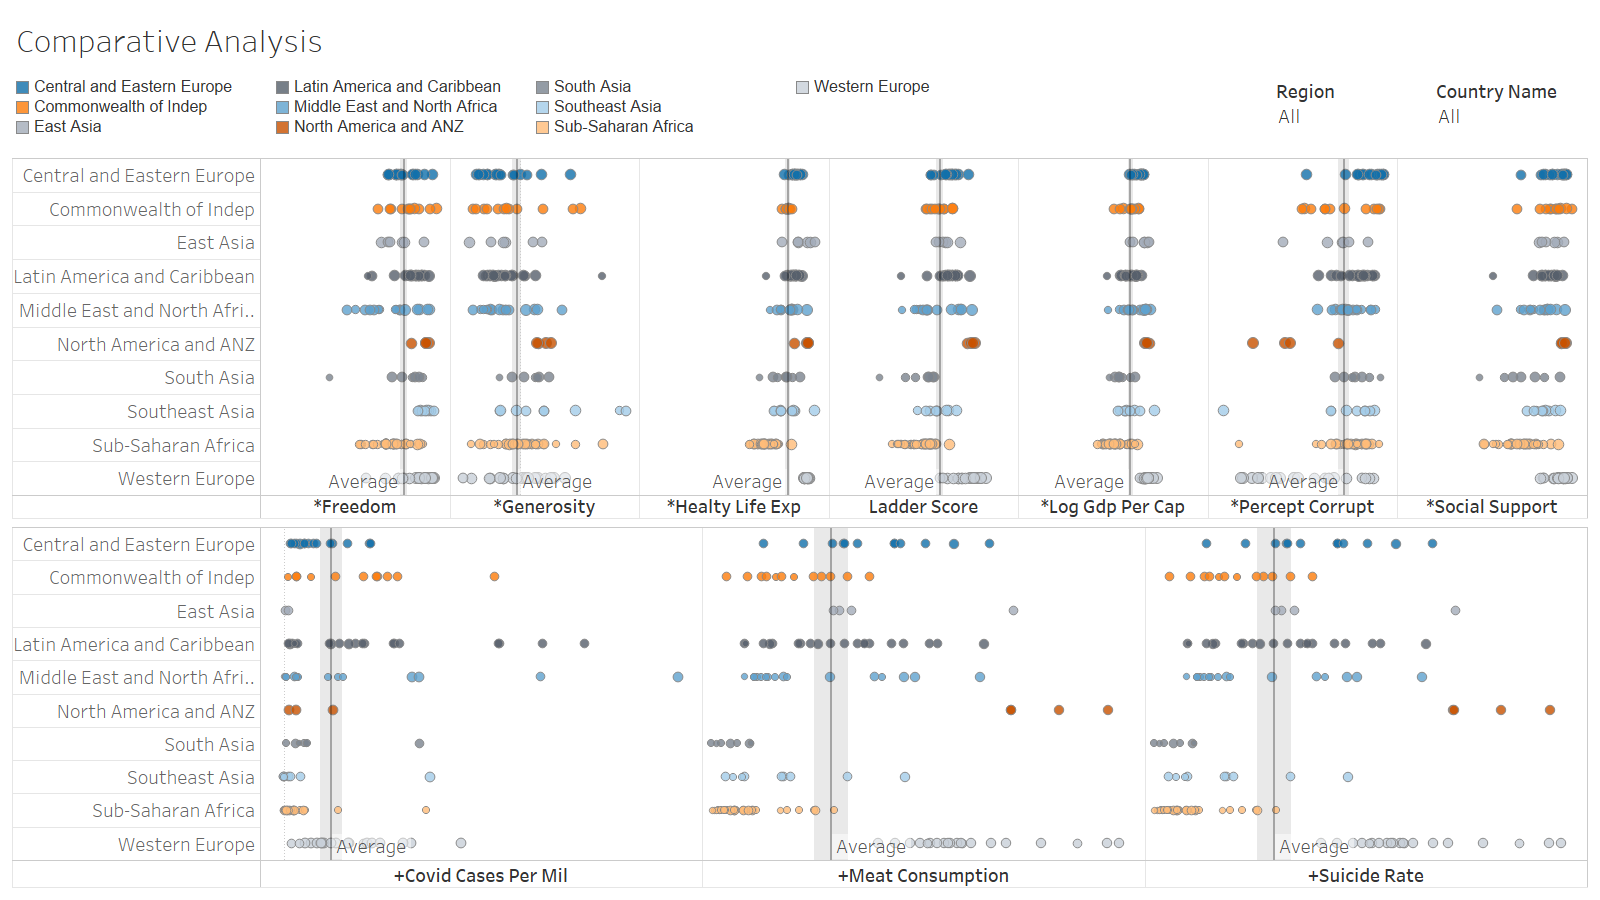 Comparative Analysis
Central and Eastern Europe
Commonwealth of Indep
East Asia
Latin America and Caribbean
Middle East and North Africa
North America and ANZ
South Asia
Southeast Asia
Sub-Saharan Africa
Western Europe
Region
All
Country Name
All
Central and Eastern Europe
Commonwealth of Indep
East Asia
Latin America and Caribbean
Middle East and North Afri..
North America and ANZ
South Asia
Southeast Asia
Sub-Saharan Africa
Western Europe
Average
Average
Average
Average
Average
Average
*Freedom
*Generosity
*Healty Life Exp
Ladder Score
*Log Gdp Per Cap
*Percept Corrupt
*Social Support
Central and Eastern Europe
Commonwealth of Indep
East Asia
Latin America and Caribbean
Middle East and North Afri..
North America and ANZ
South Asia
Southeast Asia
Sub-Saharan Africa
Western Europe
Average
Average
Average
+Covid Cases Per Mil
+Meat Consumption
+Suicide Rate